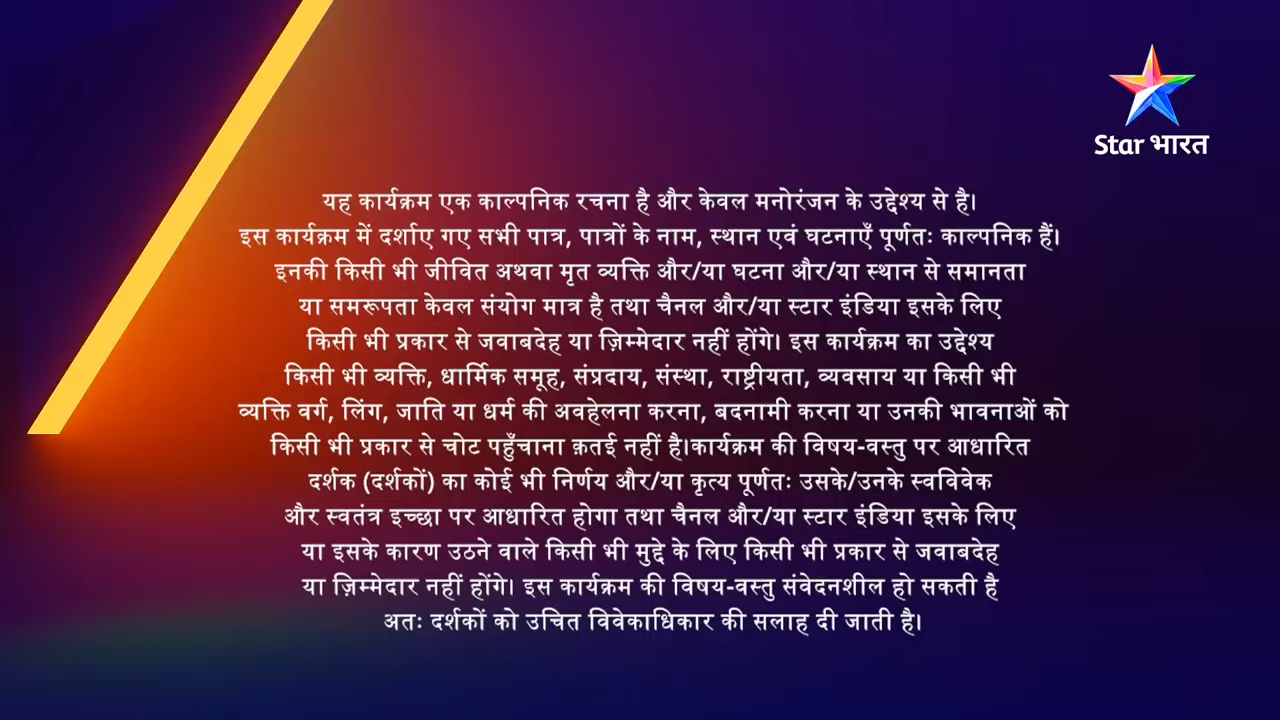 Star भारत
यह कार्यक्रम एक काल्पनिक रचना है और केवल मनोरंजन के उद्देश्य से है।
इस कार्यक्रम में दर्शाए गए सभी पात्र, पात्रों के नाम, स्थान एवं घटनाएँ पूर्णतः काल्पनिक हैं।
इनकी किसी भी जीवित अथवा मृत व्यक्ति और/या घटना और/या स्थान से समानता
या समरूपता केवल संयोग मात्र है तथा चैनल और/या स्टार इंडिया इसके लिए
किसी भी प्रकार से जवाबदेह या ज़िम्मेदार नहीं होंगे। इस कार्यक्रम का उद्देश्य
किसी भी व्यक्ति, धार्मिक समूह, संप्रदाय, संस्था, राष्ट्रीयता, व्यवसाय या किसी भी
व्यक्ति वर्ग, लिंग, जाति या धर्म की अवहेलना करना, बदनामी करना या उनकी भावनाओं को
किसी भी प्रकार से चोट पहुँचाना क़तई नहीं है।कार्यक्रम की विषय-वस्तु पर आधारित
दर्शक (दर्शकों) का कोई भी निर्णय और/या कृत्य पूर्णतः उसके/उनके स्वविवेक
और स्वतंत्र इच्छा पर आधारित होगा तथा चैनल और/या स्टार इंडिया इसके लिए
या इसके कारण उठने वाले किसी भी मुद्दे के लिए किसी भी प्रकार से जवाबदेह
या ज़िम्मेदार नहीं होंगे। इस कार्यक्रम की विषय-वस्तु संवेदनशील हो सकती है
अतः दर्शकों को उचित विवेकाधिकार की सलाह दी जाती है।